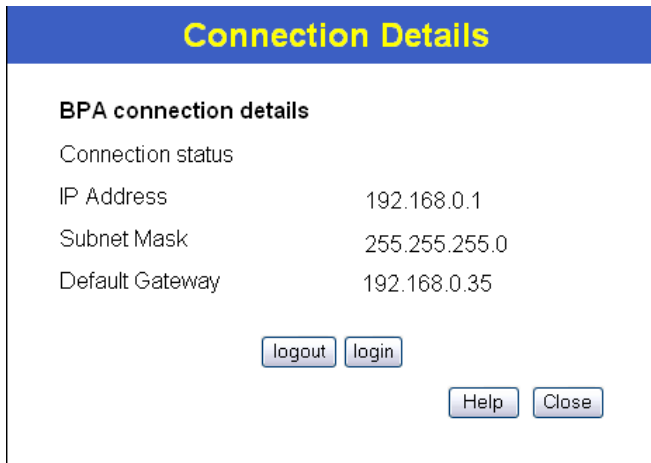 Connection Details
BPA connection details
Connection status
IP Address 192.168.0.1
Subnet Mask 255.255.255.0
Default Gateway 192.168.0.35
logout login
Help Close